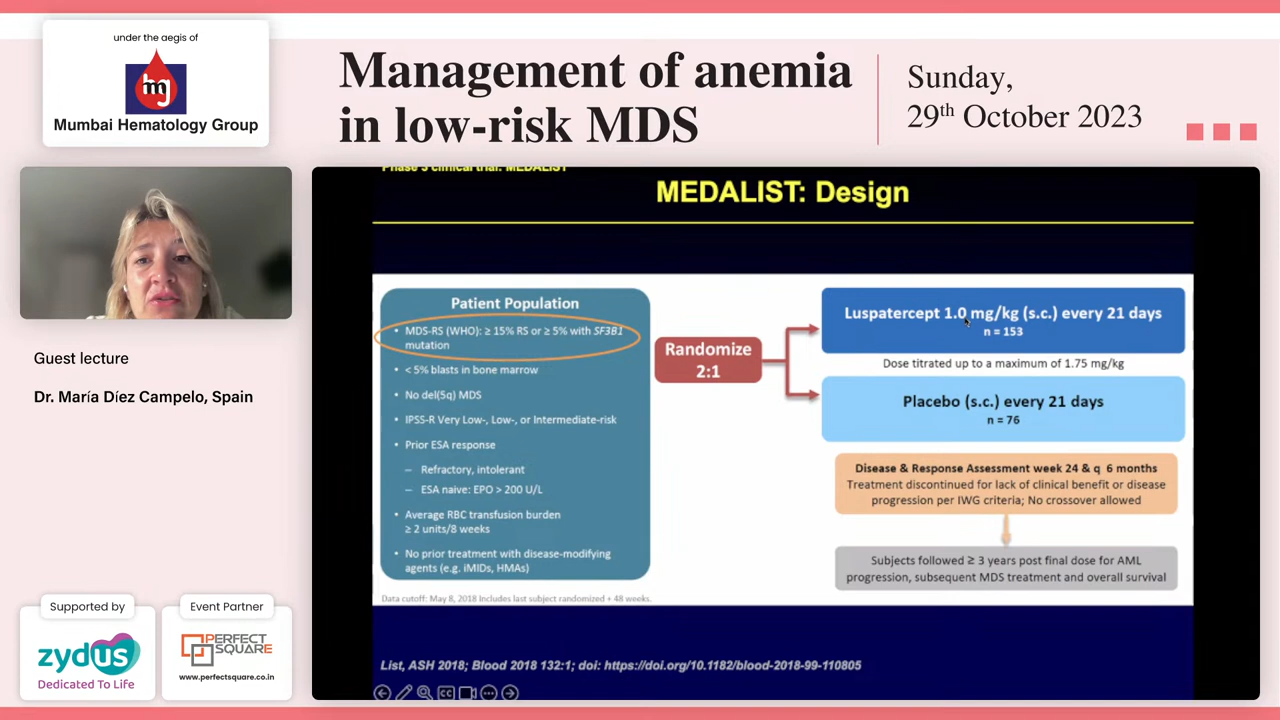 under the aegis of
mg
Mumbai Hematology Group
Management of anemia
in low-risk MDS
Sunday,
29th October 2023
Guest lecture
Dr. María Díez Campelo, Spain
Supported by
zydus
Dedicated To Life
Event Partner
PERFECT
SQUARE
www.perfectsquare.co.in
Phase 3 clinical trial: MEDALIST
MEDALIST: Design
Patient Population
• MDS-RS (WHO): ≥ 15% RS or ≥ 5% with SF3B1
mutation
• < 5% blasts in bone marrow
• No del(5q) MDS
• IPSS-R Very Low-, Low-, or Intermediate-risk
• Prior ESA response
– Refractory, intolerant
– ESA naive: EPO > 200 U/L
• Average RBC transfusion burden
≥ 2 units/8 weeks
• No prior treatment with disease-modifying
agents (e.g. iMIDs, HMAs)
Randomize
2:1
Luspatercept 1.0 mg/kg (s.c.) every 21 days
n = 153
Dose titrated up to a maximum of 1.75 mg/kg
Placebo (s.c.) every 21 days
n = 76
Disease & Response Assessment week 24 & q 6 months
Treatment discontinued for lack of clinical benefit or disease
progression per IWG criteria; No crossover allowed
Subjects followed ≥ 3 years post final dose for AML
progression, subsequent MDS treatment and overall survival
Data cutoff: May 8, 2018 Includes last subject randomized + 48 weeks.
List, ASH 2018; Blood 2018 132:1; doi: https://doi.org/10.1182/blood-2018-99-110805
CC